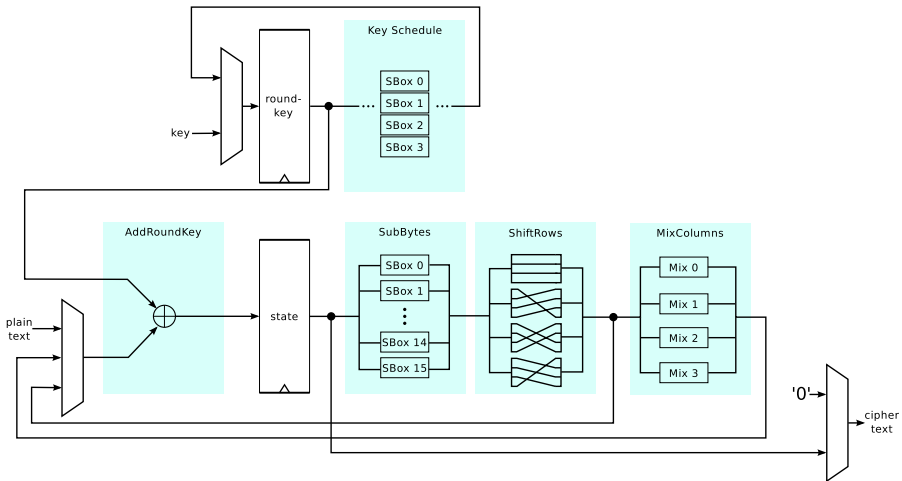 Key Schedule
SBox 0
round-
key
... SBox 1 ...
SBox 2
key
SBox 3
AddRoundKey
SubBytes
ShiftRows
MixColumns
SBox 0
Mix 0
SBox 1
Mix 1
plain
text
state
SBox 14
Mix 2
SBox 15
Mix 3
'0'
cipher
text